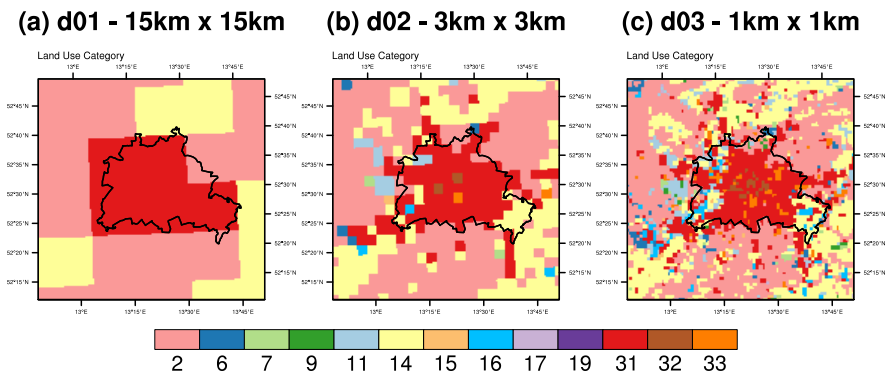 (a) d01 - 15km x 15km (b) d02 - 3km x 3km (c) d03 - 1km x 1km
Land Use Category Land Use Category Land Use Category
13°E 13°15'E 13°30'E 13°45'E 13°E 13°15'E 13°30'E 13°45'E 13°E 13°15'E 13°30'E 13°45'E
52°45'N 52°45'N 52°45'N 52°45'N 52°45'N 52°45'N
52°40'N 52°40'N 52°40'N 52°40'N 52°40'N 52°40'N
52°35'N 52°35'N 52°35'N 52°35'N 52°35'N 52°35'N
52°30'N 52°30'N 52°30'N 52°30'N 52°30'N 52°30'N
52°25'N 52°25'N 52°25'N 52°25'N 52°25'N 52°25'N
52°20'N 52°20'N 52°20'N 52°20'N 52°20'N 52°20'N
52°15'N 52°15'N 52°15'N 52°15'N 52°15'N 52°15'N
13°E 13°15'E 13°30'E 13°45'E 13°E 13°15'E 13°30'E 13°45'E 13°E 13°15'E 13°30'E 13°45'E
2 6 7 9 11 14 15 16 17 19 31 32 33